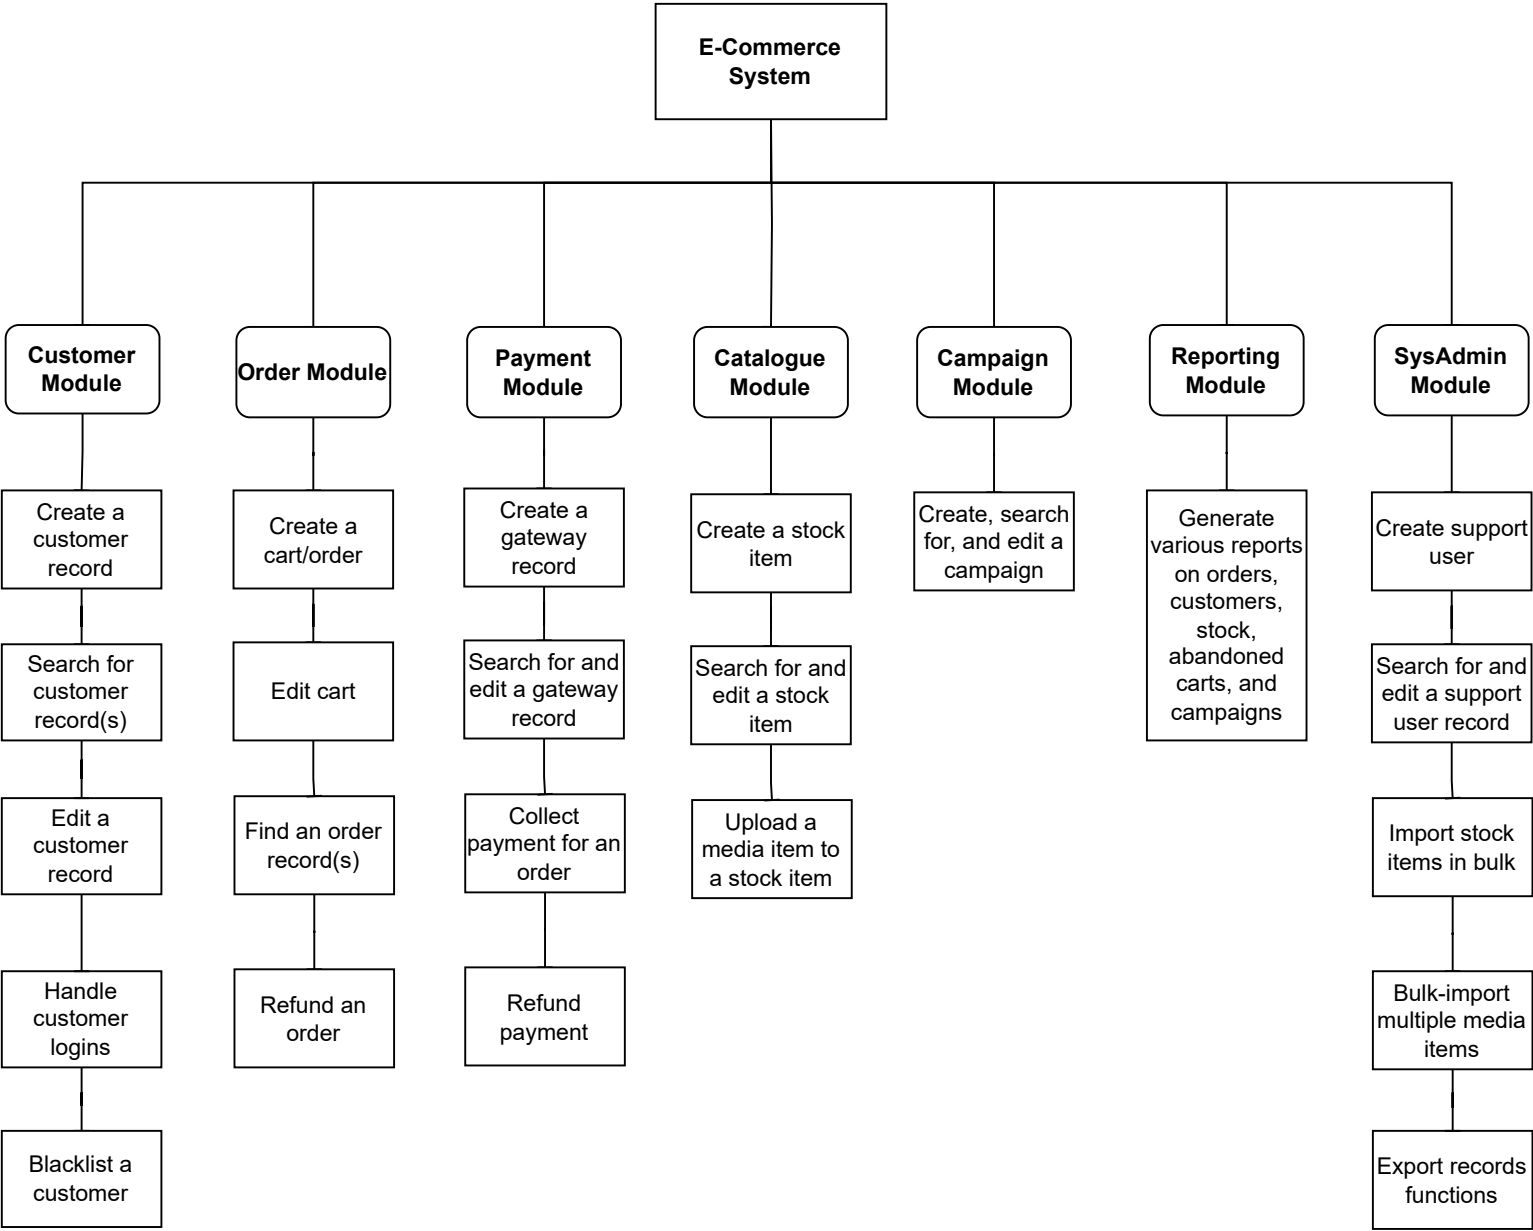 E-Commerce
System
Customer
Module
Create a
customer
record
Search for
customer
record(s)
Edit a
customer
record
Handle
customer
logins
Blacklist a
customer
Order Module
Create a
cart/order
Edit cart
Find an order
record(s)
Refund an
order
Payment
Module
Create a
gateway
record
Search for and
edit a gateway
record
Collect
payment for an
order
Refund
payment
Catalogue
Module
Create a stock
item
Search for and
edit a stock
item
Upload a
media item to
a stock item
Campaign
Module
Create, search
for, and edit a
campaign
Reporting
Module
Generate
various reports
on orders,
customers,
stock,
abandoned
carts, and
campaigns
SysAdmin
Module
Create support
user
Search for and
edit a support
user record
Import stock
items in bulk
Bulk-import
multiple media
items
Export records
functions